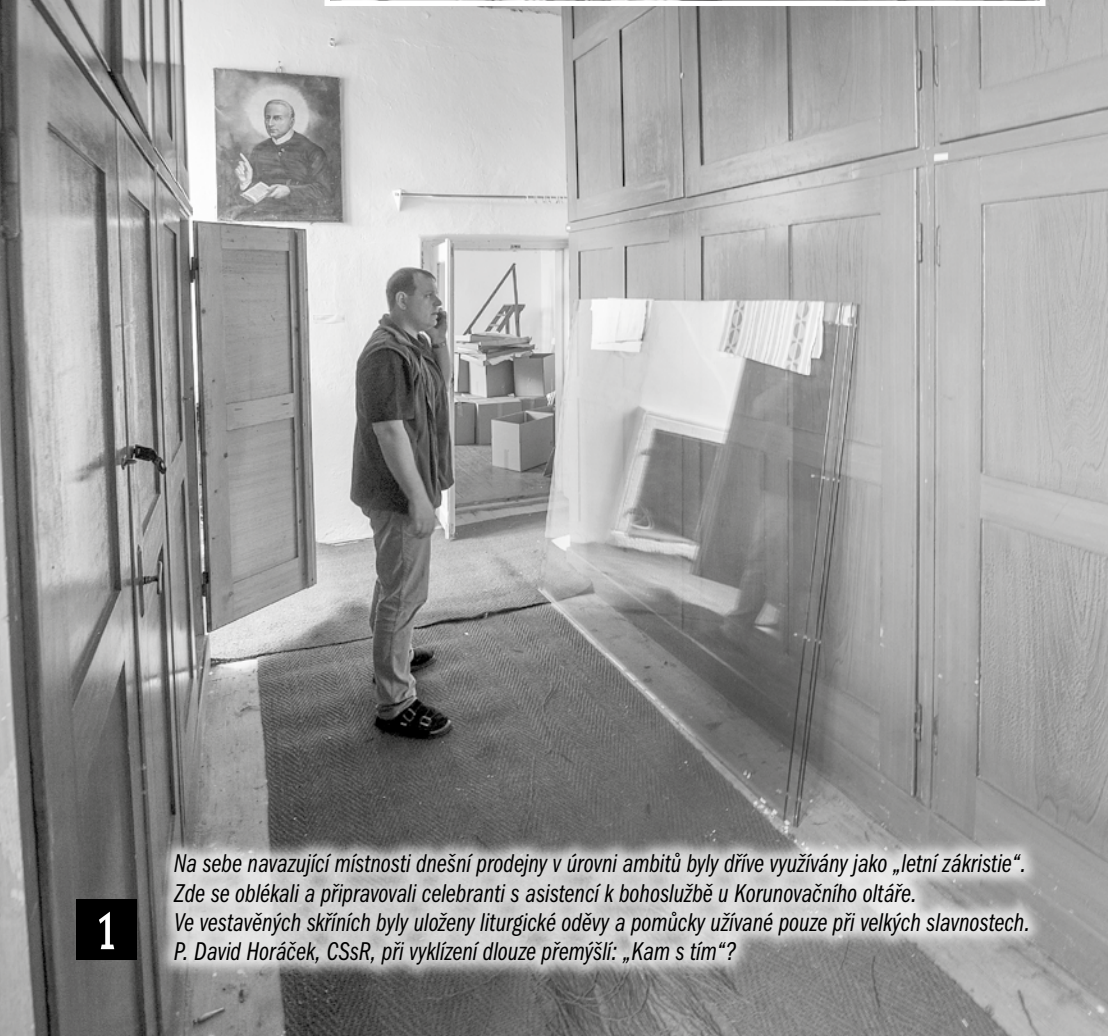 Na sebe navazující místnosti dnešní prodejny v úrovni ambitů byly dříve využívány jako „letní zákristie“.
Zde se oblékali a připravovali celebranti s asistencí k bohoslužbě u Korunovačního oltáře.
Ve vestavěných skříních byly uloženy liturgické oděvy a pomůcky užívané pouze při velkých slavnostech.
P. David Horáček, CSsR, při vyklízení dlouze přemýšlí: „Kam s tím“?
1